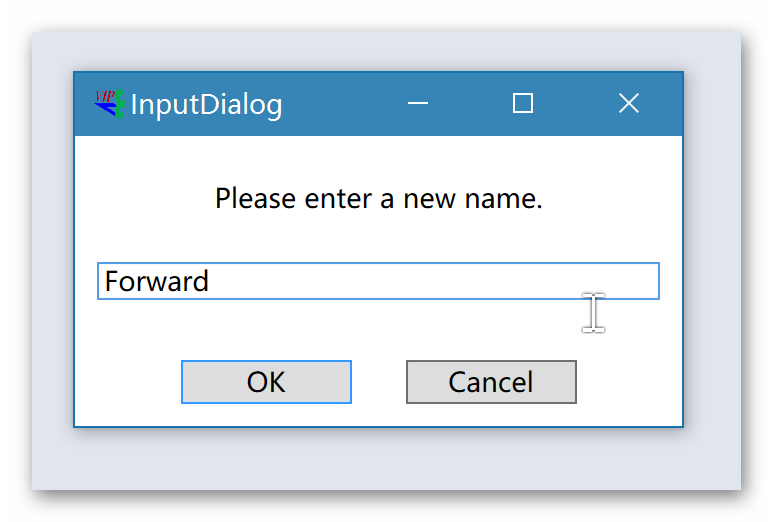 InputDialog
Please enter a new name.
Forward
OK
Cancel